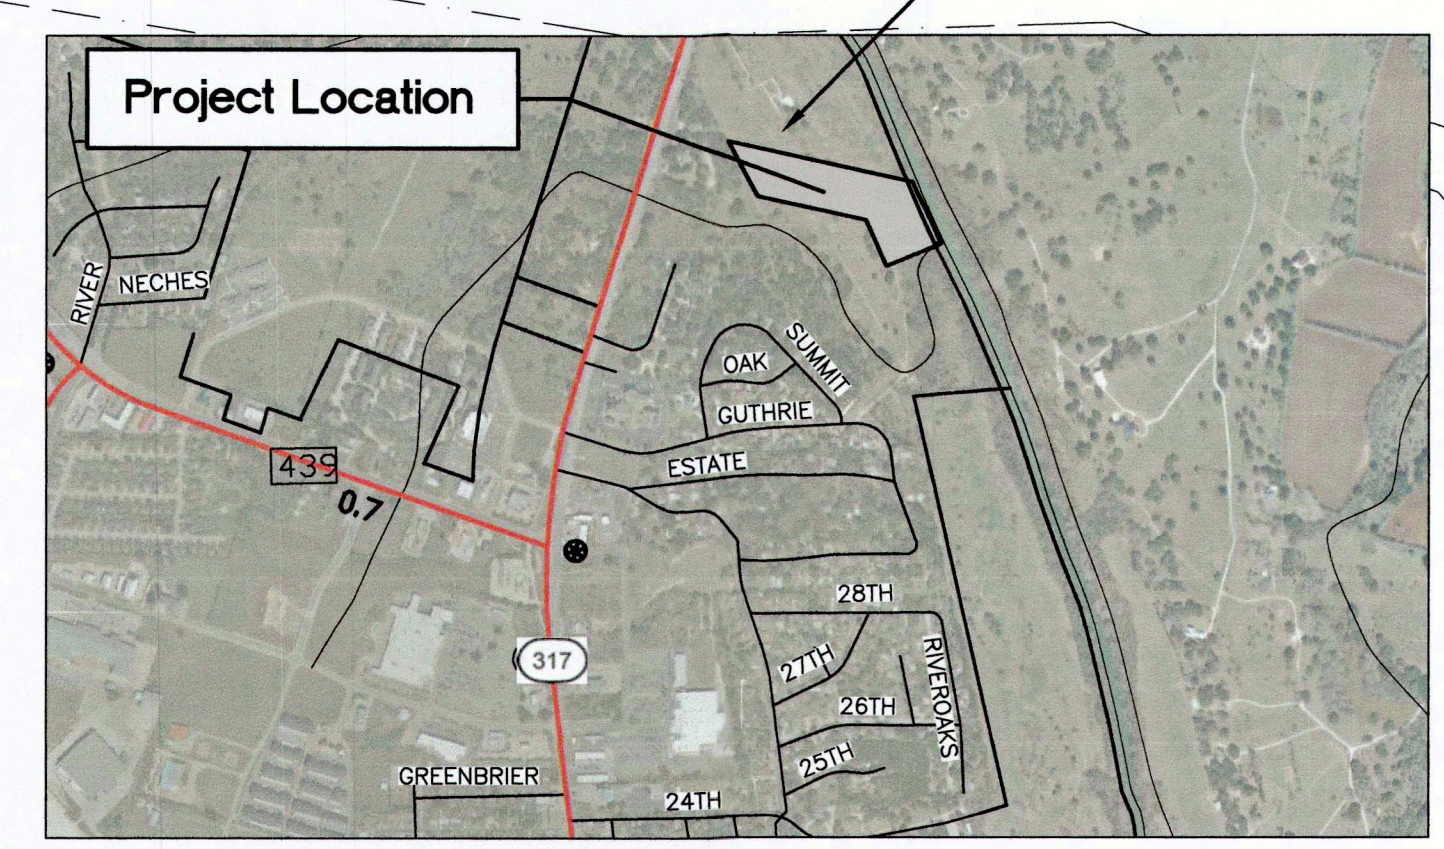 Project Location
RIVER
NECHES
OAK
SUMMIT
GUTHRIE
ESTATE
439
0.7
28TH
317
27TH
RIVEROAKS
26TH
25TH
GREENBRIER
24TH